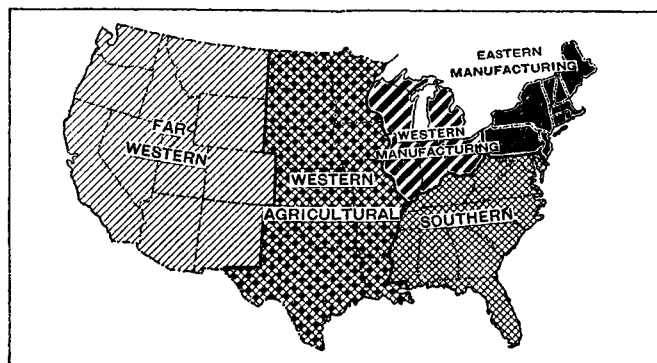 EASTERN
MANUFACTURING
FAR
WESTERN
WESTERN
MANUFACTURING
WESTERN
AGRICULTURAL
SOUTHERN